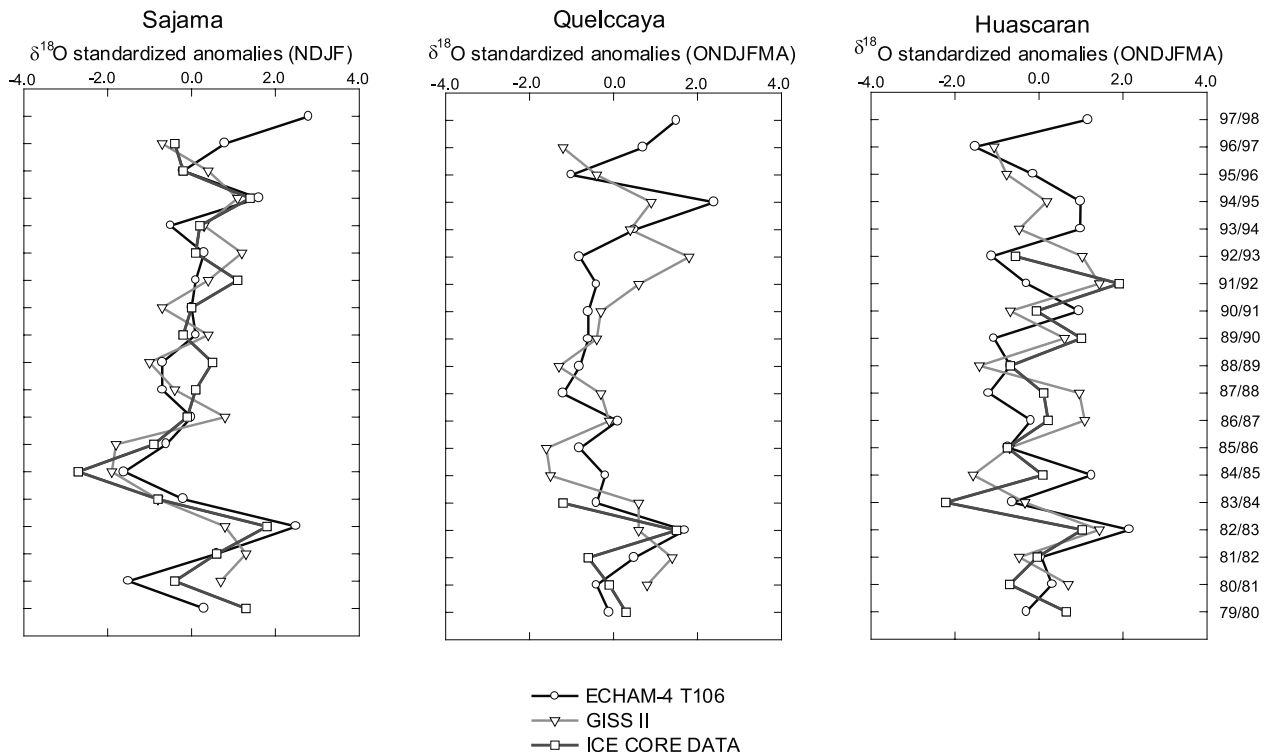 Sajama
δ18O standardized anomalies (NDJF)
-4.0 -2.0 0.0 2.0 4.0
Quelccaya
δ18O standardized anomalies (ONDJFMA)
-4.0 -2.0 0.0 2.0 4.0
Huascaran
δ18O standardized anomalies (ONDJFMA)
-4.0 -2.0 0.0 2.0 4.0
97/98
96/97
95/96
94/95
93/94
92/93
91/92
90/91
89/90
88/89
87/88
86/87
85/86
84/85
83/84
82/83
81/82
80/81
79/80
ECHAM-4 T106
GISS II
ICE CORE DATA